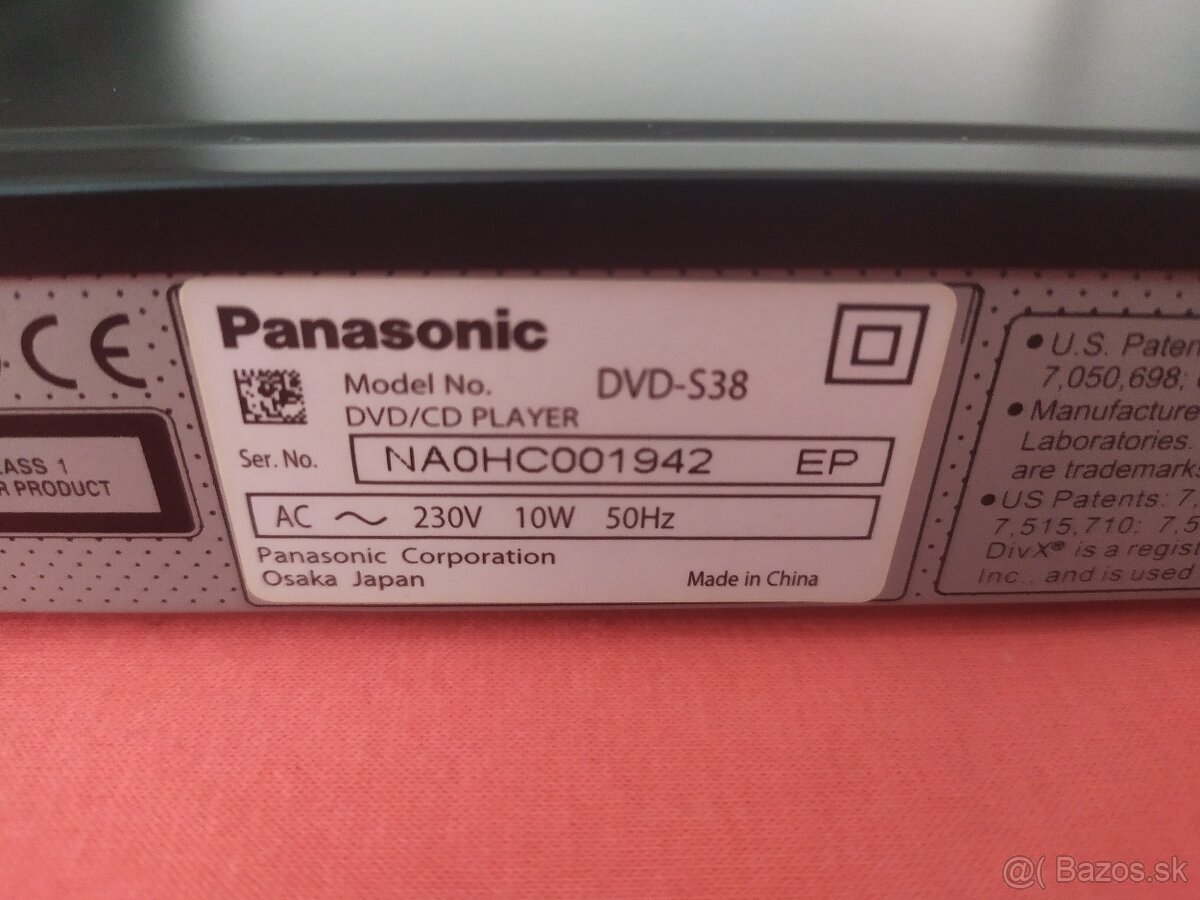 CE
CLASS 1
R PRODUCT
Panasonic
Model No. DVD-S38
DVD/CD PLAYER
Ser. No. NA0HC001942 EP
AC ~ 230V 10W 50Hz
Panasonic Corporation
Osaka Japan Made in China
• U.S. Paten
7,050,698;
• Manufacture
Laboratories
are trademarks
• US Patents: 7
7,515,710: 7,5
DivX® is a regist
Inc., and is used
@( Bazos.sk